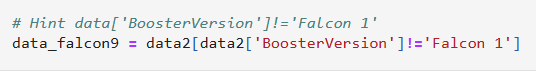 # Hint data['BoosterVersion']!='Falcon 1'
data_falcon9 = data2[data2['BoosterVersion']!='Falcon 1']